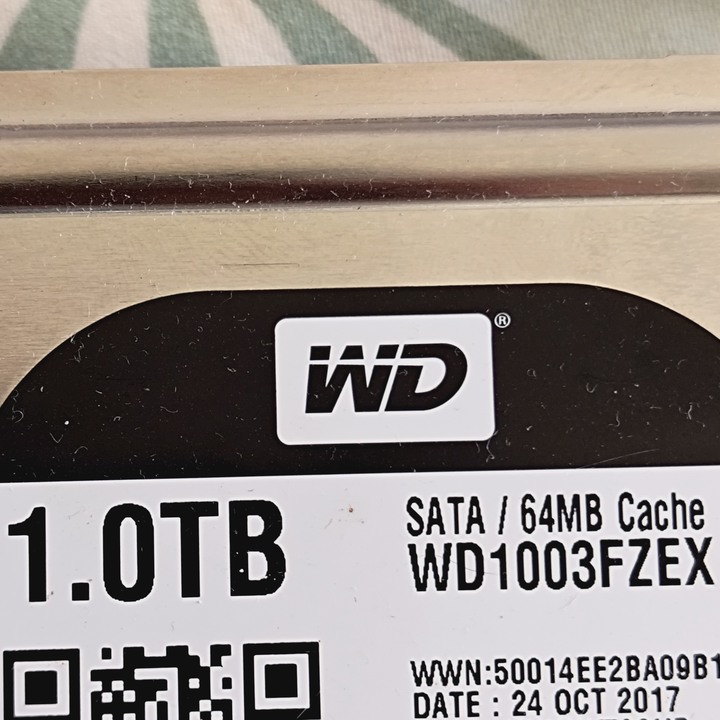 WD®
1.0TB
SATA / 64MB Cache
WD1003FZEX
WWN:50014EE2BA09B1
DATE : 24 OCT 2017